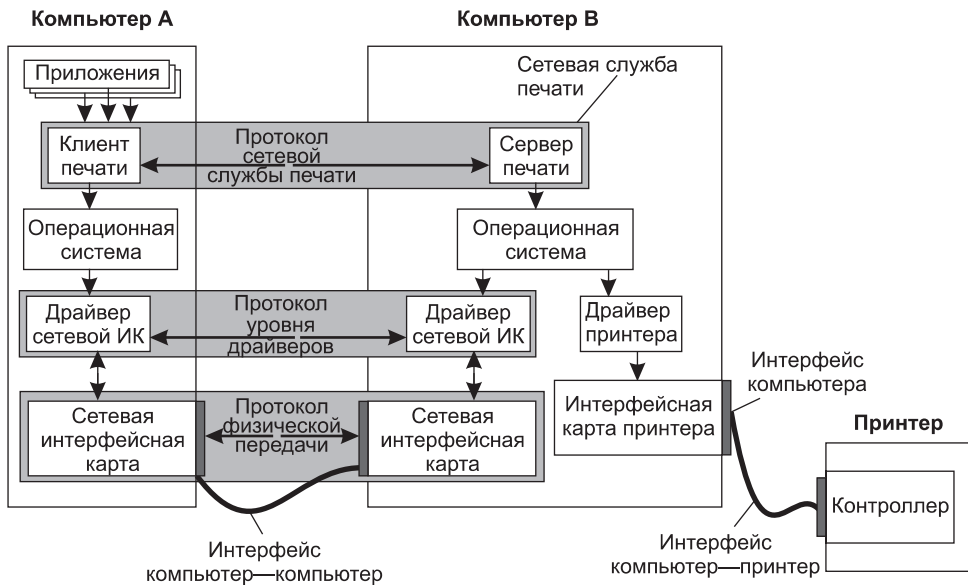 Компьютер А
Компьютер В
Приложения
Сетевая служба
печати
Клиент
печати
Протокол
сетевой
службы печати
Сервер
печати
Операционная
система
Операционная
система
Драйвер
сетевой ИК
Протокол
уровня
драйверов
Драйвер
сетевой ИК
Драйвер
принтера
Интерфейс
компьютера
Сетевая
интерфейсная
карта
Протокол
физической
передачи
Сетевая
интерфейсная
карта
Интерфейсная
карта принтера
Принтер
Контроллер
Интерфейс
компьютер—компьютер
Интерфейс
компьютер—принтер